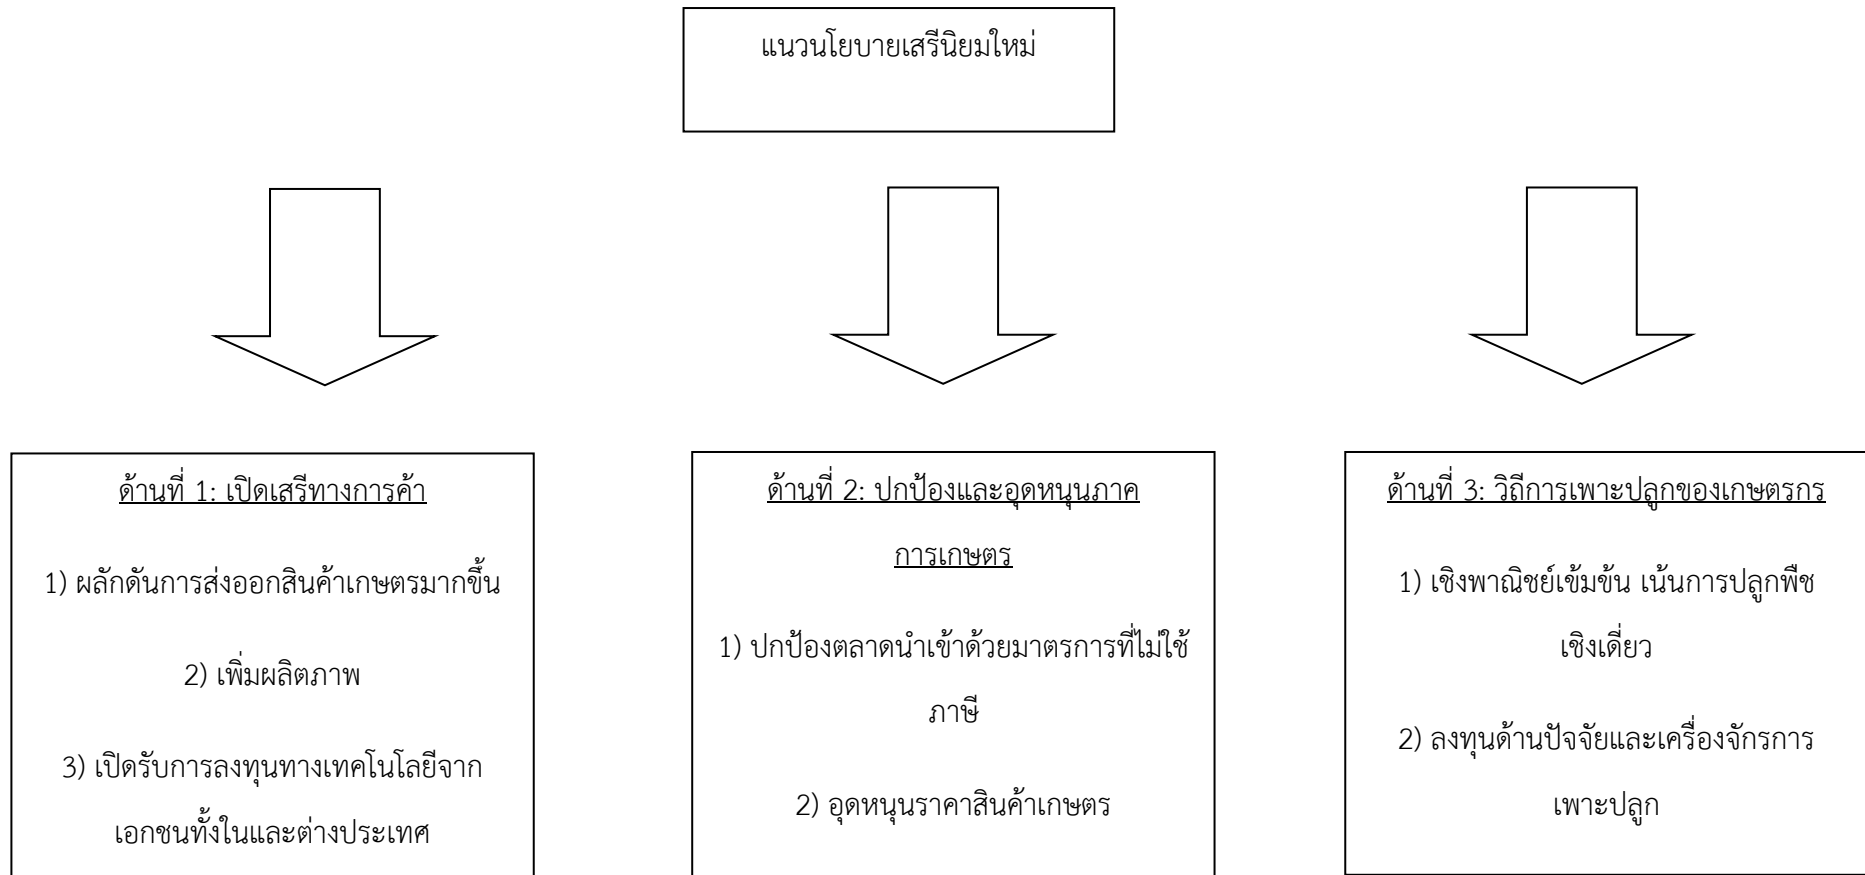 แนวนโยบายเสรีนิยมใหม่
ด้านที่ 1: เปิดเสรีทางการค้า
1) ผลักดันการส่งออกสินค้าเกษตรมากขึ้น
2) เพิ่มผลิตภาพ
3) เปิดรับการลงทุนทางเทคโนโลยีจาก
เอกชนทั้งในและต่างประเทศ
ด้านที่ 2: ปกป้องและอุดหนุนภาค
การเกษตร
1) ปกป้องตลาดนำเข้าด้วยมาตรการที่ไม่ใช้
ภาษี
2) อุดหนุนราคาสินค้าเกษตร
ด้านที่ 3: วิถีการเพาะปลูกของเกษตรกร
1) เชิงพาณิชย์เข้มข้น เน้นการปลูกพืช
เชิงเดี่ยว
2) ลงทุนด้านปัจจัยและเครื่องจักรการ
เพาะปลูก